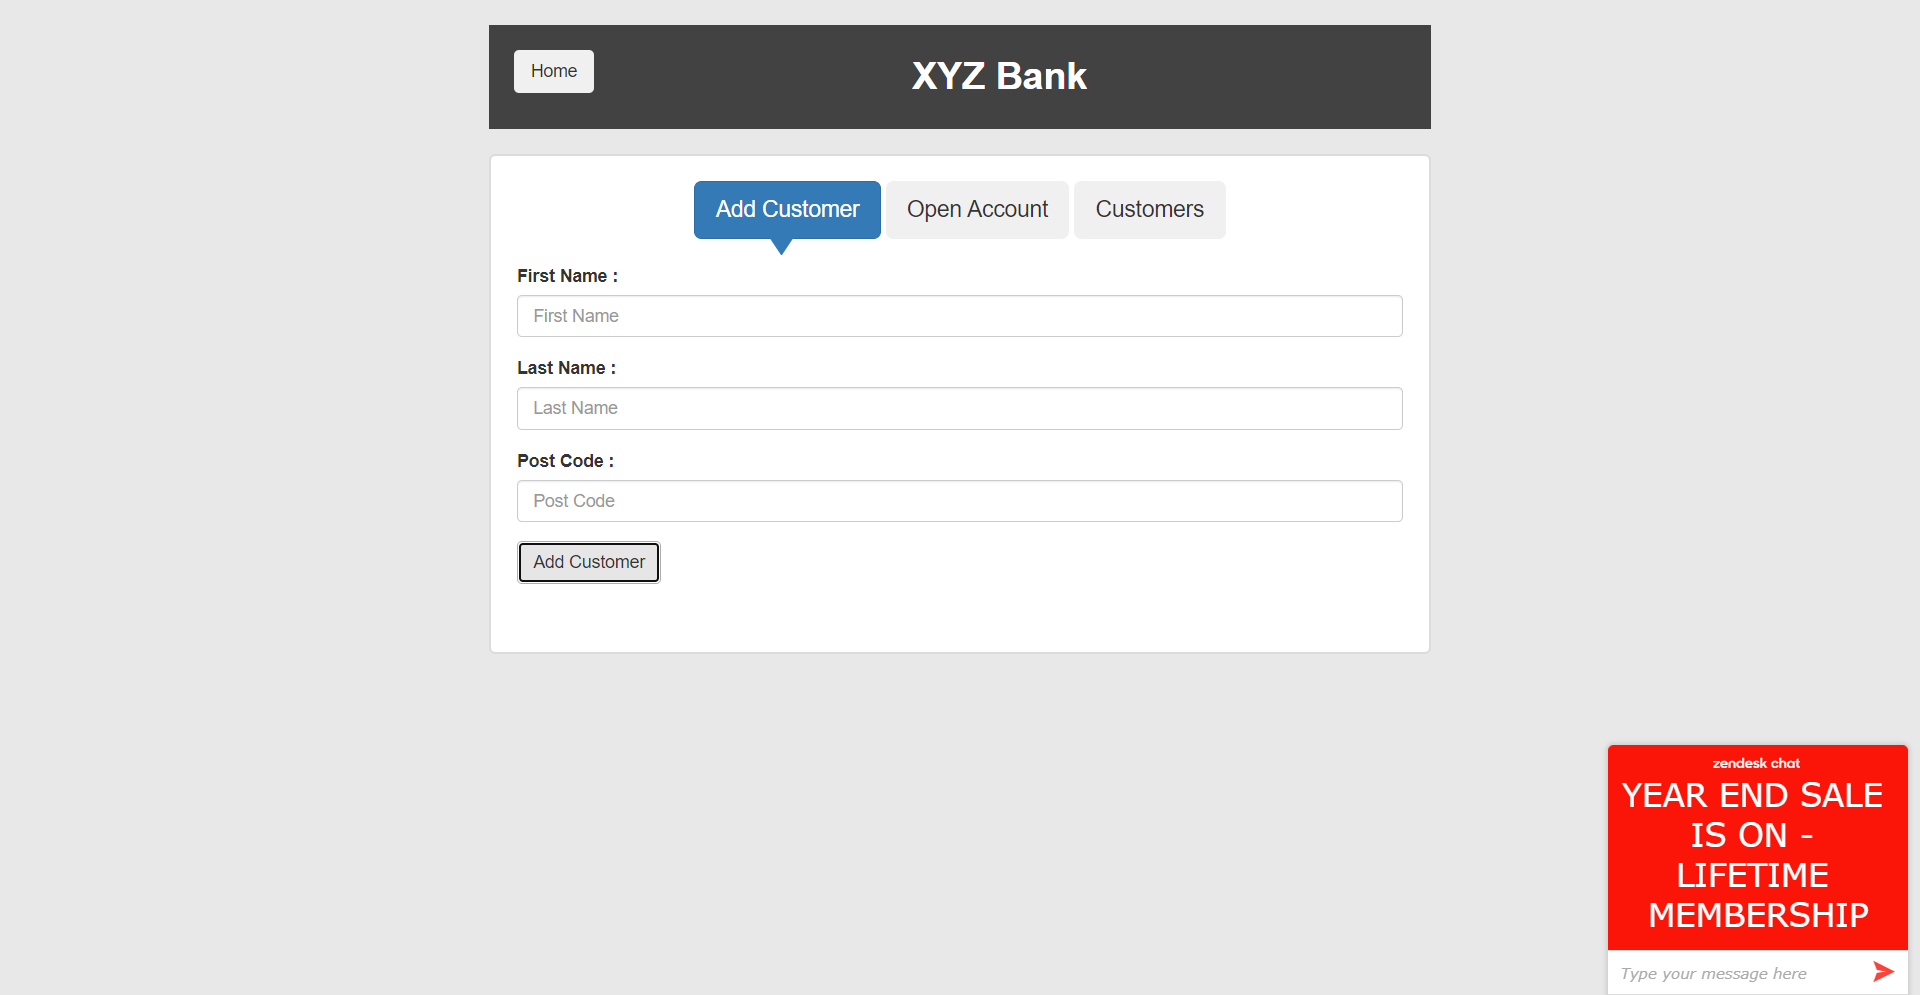 Home
XYZ Bank
Add Customer
Open Account
Customers
First Name :
First Name
Last Name :
Last Name
Post Code :
Post Code
Add Customer
zendesk chat
YEAR END SALE
IS ON -
LIFETIME
MEMBERSHIP
Type your message here